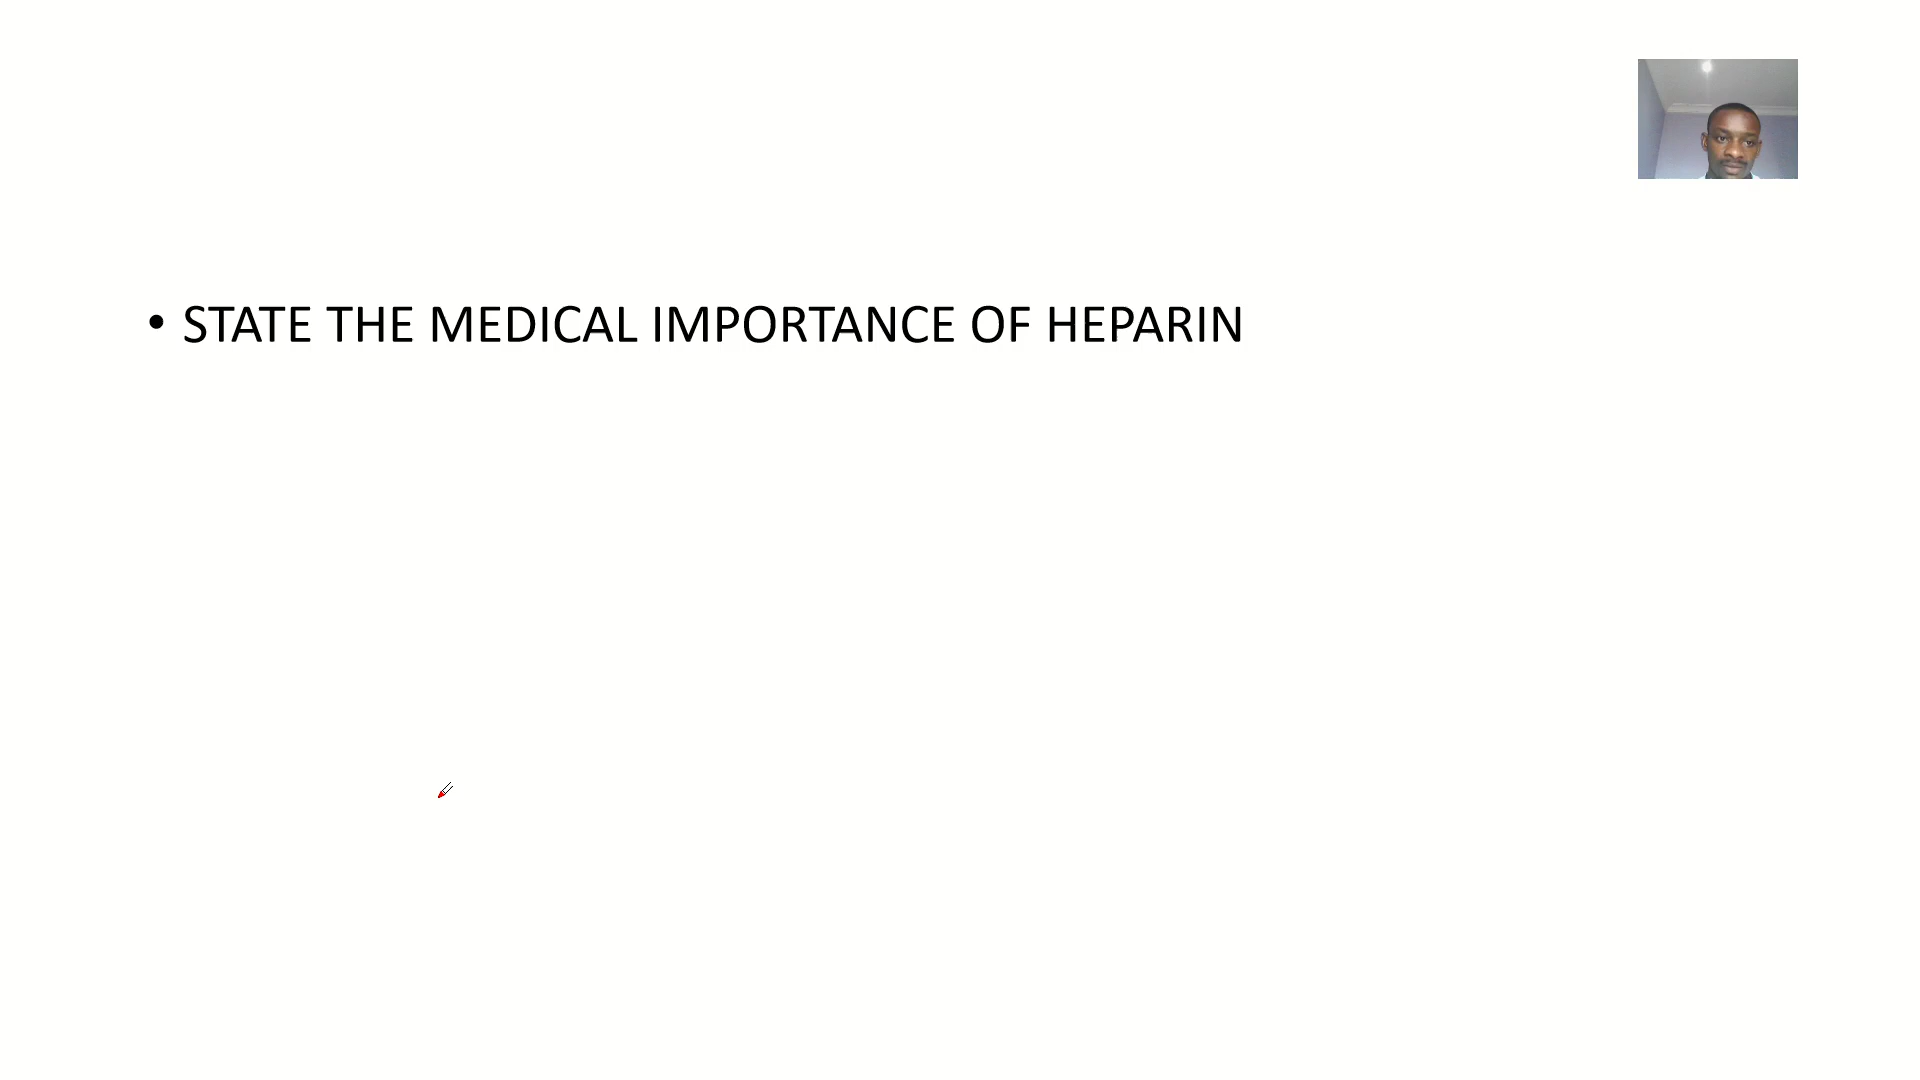 • STATE THE MEDICAL IMPORTANCE OF HEPARIN